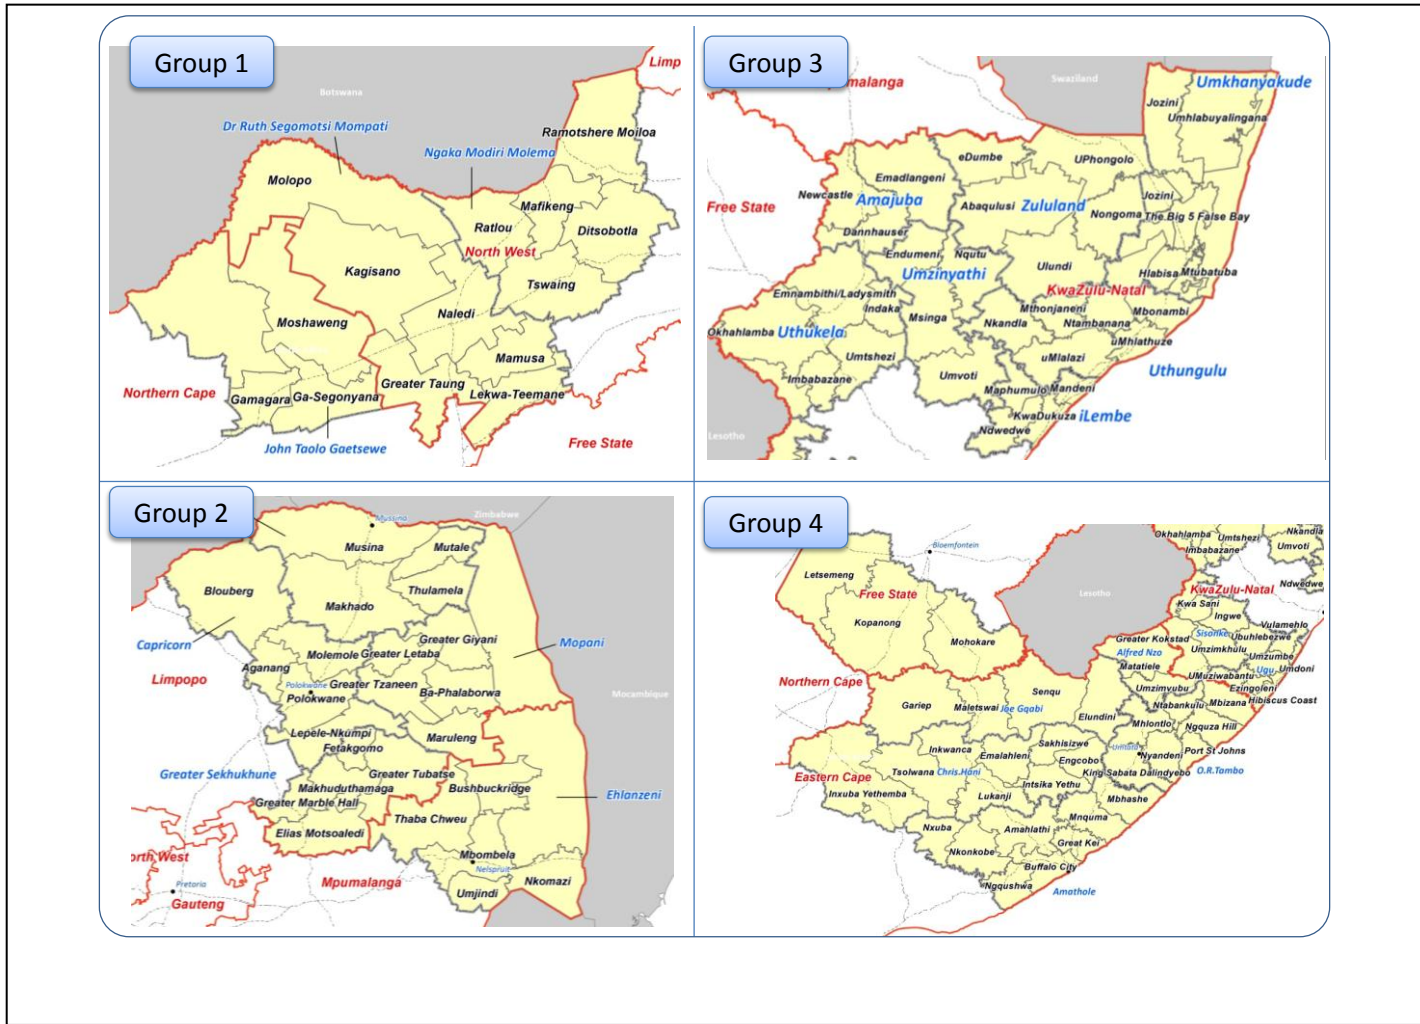 Group 1
Limp
Botswana
Dr Ruth Segomotsi Mompati
Ramotshere Moiloa
Ngaka Modiri Molema
Molopo
Mafikeng
Ratlou
Ditsobotla
North West
Kagisano
Tswaing
Naledi
Moshaweng
Mamusa
Greater Taung
Northern Cape
Gamagara
Ga-Segonyana
Lekwa-Teemane
John Taolo Gaetsewe
Free State
Group 3
malanga
Swaziland
Umkhanyakude
Jozini
Umhlabuyalingana
eDumbe
UPhongolo
Emadlangeni
Newcastle
Amajuba
Abaqulusi
Zululand
Jozini
Free State
Nongoma
The Big 5 False Bay
Dannhauser
Endumeni
Nqutu
Ulundi
Umzinyathi
Hlabisa
Mtubatuba
KwaZulu-Natal
Emnambithi/Ladysmith
Indaka
Msinga
Mthonjaneni
Mbonambi
Nkandla
Ntambanana
Okhahlamba
Uthukela
uMhlathuze
Umtshezi
uMlalazi
Uthungulu
Imbabazane
Umvoti
Maphumulo
Mandeni
KwaDukuza
iLembe
Ndwedwe
Lesotho
Group 2
Mussina
Zimbabwe
Musina
Mutale
Blouberg
Thulamela
Makhado
Capricorn
Greater Giyani
Mopani
Molemole
Greater Letaba
Aganang
Limpopo
Polokwane
Greater Tzaneen
Ba-Phalaborwa
Mocambique
Polokwane
Lepele-Nkumpi
Maruleng
Fetakgomo
Greater Sekhukhune
Greater Tubatse
Makhuduthamaga
Bushbuckridge
Ehlanzeni
Greater Marble Hall
Thaba Chweu
Elias Motsoaledi
orth West
Mbombela
Nelspruit
Pretoria
Mpumalanga
Umjindi
Nkomazi
Gauteng
Group 4
Okhahlamba
Umtshezi
Nkandla
Bloemfontein
Imbabazane
Umvoti
Letsemeng
Ndwedwe
Free State
Lesotho
KwaZulu-Natal
Kwa Sani
Ingwe
Kopanong
Vulamehlo
Mohokare
Greater Kokstad
Sisonke
Ubuhlebezwe
Alfred Nzo
Umzimkhulu
Umzumbe
Matatiele
Ugu
Umdoni
Northern Cape
UMuziwabantu
Senqu
Umzimvubu
Ezingoleni
Gariep
Maletswai
Joe Gqabi
Ntabankulu
Mbizana
Hibiscus Coast
Elundini
Mhlontlo
Ngquza Hill
Inkwanca
Sakhisizwe
Umtata
Nyandeni
Port St Johns
Emalahleni
Engcobo
Eastern Cape
Tsolwana
Chris.Hani
King Sabata Dalindyebo
O.R.Tambo
Intsika Yethu
Inxuba Yethemba
Lukanji
Mbhashe
Mnquma
Nxuba
Amahlathi
Great Kei
Nkonkobe
Buffalo City
Ngqushwa
Amathole